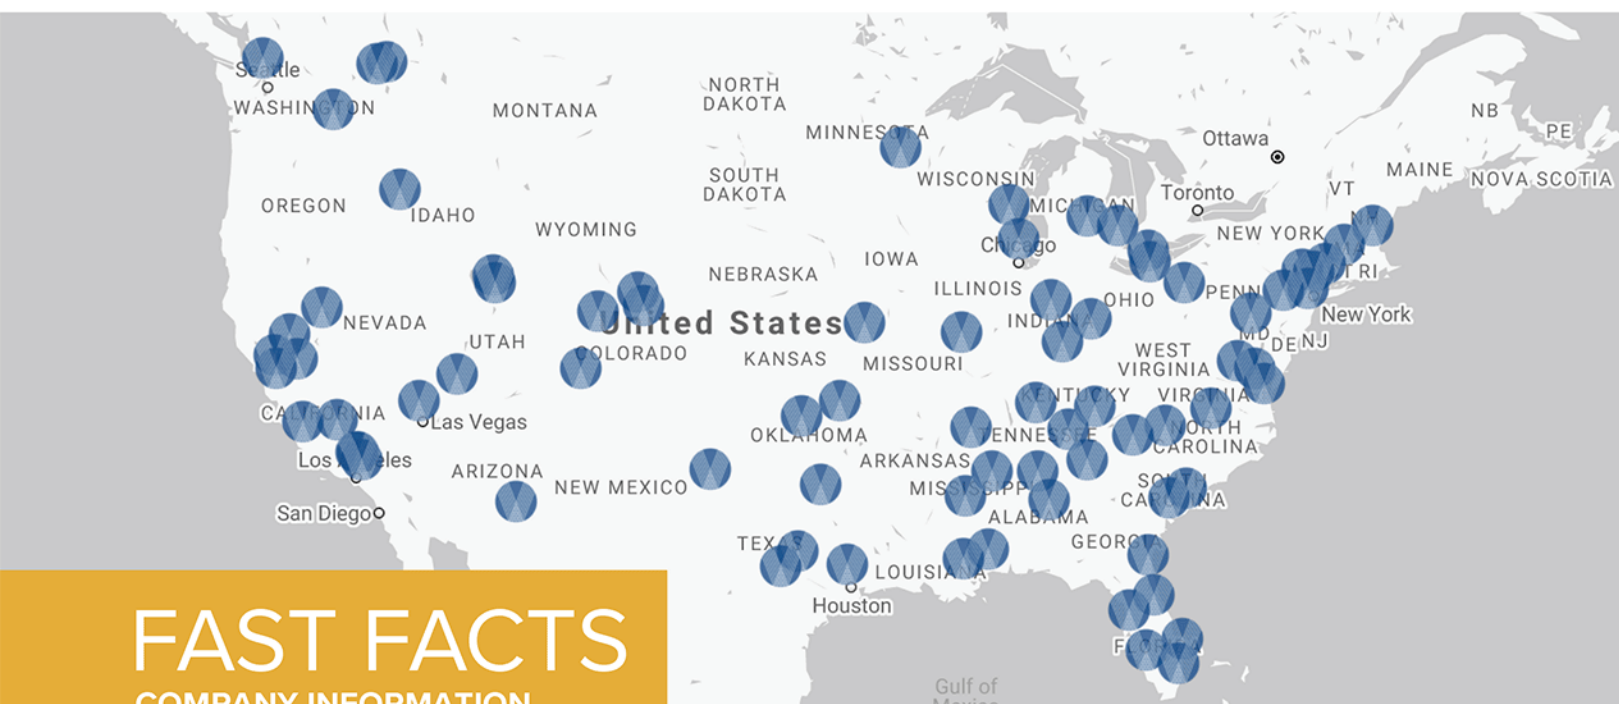 Seattle
WASHINGTON
MONTANA
NORTH
DAKOTA
MINNESOTA
Ottawa
NB
PE
SOUTH
DAKOTA
WISCONSIN
MICHIGAN
Toronto
VT
MAINE
NOVA SCOTIA
OREGON
IDAHO
WYOMING
NH
NEW YORK
Chicago
IOWA
NEBRASKA
ILLINOIS
OHIO
PENN
MA
CT RI
New York
NEVADA
United States
INDIANA
MD
DE
NJ
UTAH
COLORADO
KANSAS
MISSOURI
WEST
VIRGINIA
KENTUCKY
VIRGINIA
CALIFORNIA
Las Vegas
OKLAHOMA
TENNESSEE
NORTH
CAROLINA
Los Angeles
ARIZONA
NEW MEXICO
ARKANSAS
MISSISSIPPI
SOUTH
CAROLINA
San Diego
ALABAMA
TEXAS
GEORGIA
LOUISIANA
Houston
FLORIDA
Gulf of
Mexico
FAST FACTS
COMPANY INFORMATION